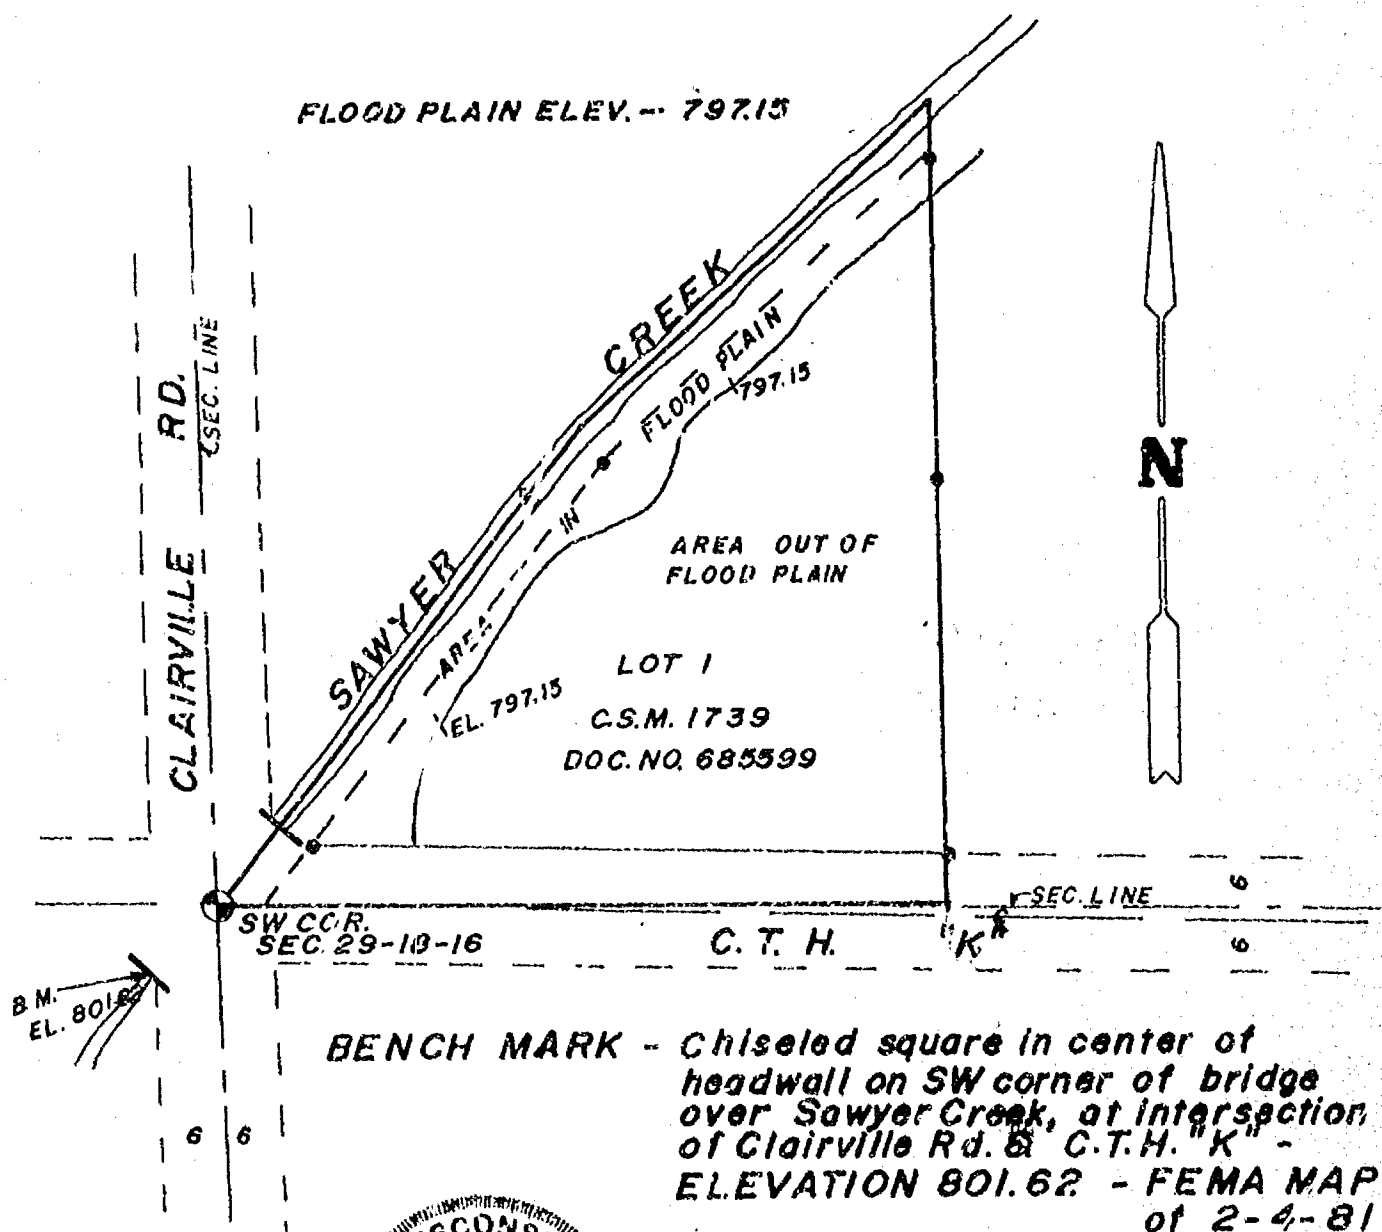 FLOOD PLAIN ELEV. -- 797.15
SAWYER CREEK
CLAIRVILLE RD.
SEC. LINE
AREA IN FLOOD PLAIN
797.15
N
AREA OUT OF
FLOOD PLAIN
LOT 1
C.S.M. 1739
DOC. NO. 685599
EL. 797.15
SW COR.
SEC. 29-18-16
C. T. H. "K"
SEC. LINE
6
6
B.M.
EL. 801.62
6 6
BENCH MARK - Chiseled square in center of
headwall on SW corner of bridge
over Sawyer Creek, at intersection
of Clairville Rd. & C.T.H. "K" -
ELEVATION 801.62 - FEMA MAP
of 2-4-81